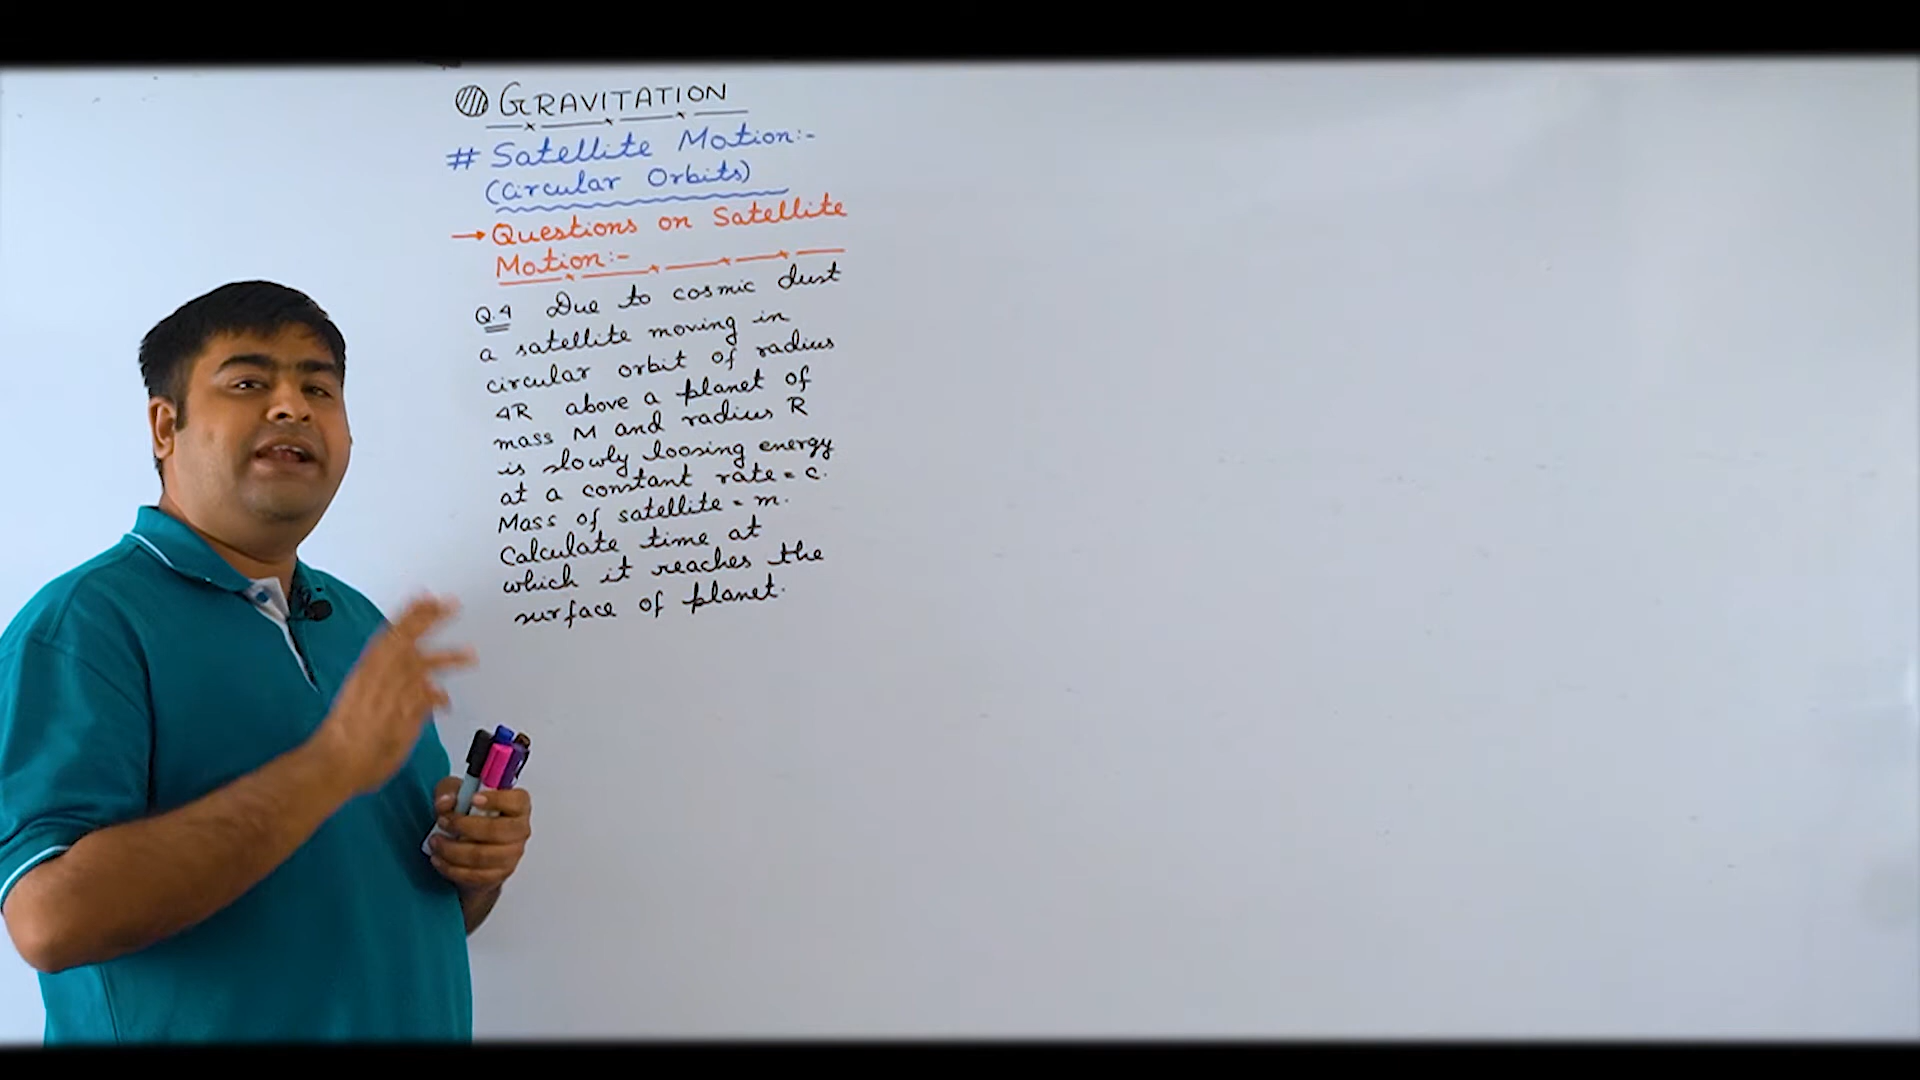 GRAVITATION
# Satellite Motion:-
(Circular Orbits)
→ Questions on Satellite
Motion:-
Q.4 Due to cosmic dust
a satellite moving in
circular orbit of radius
4R above a planet of
mass M and radius R
is slowly loosing energy
at a constant rate = c.
Mass of satellite = m.
Calculate time at
which it reaches the
surface of planet.